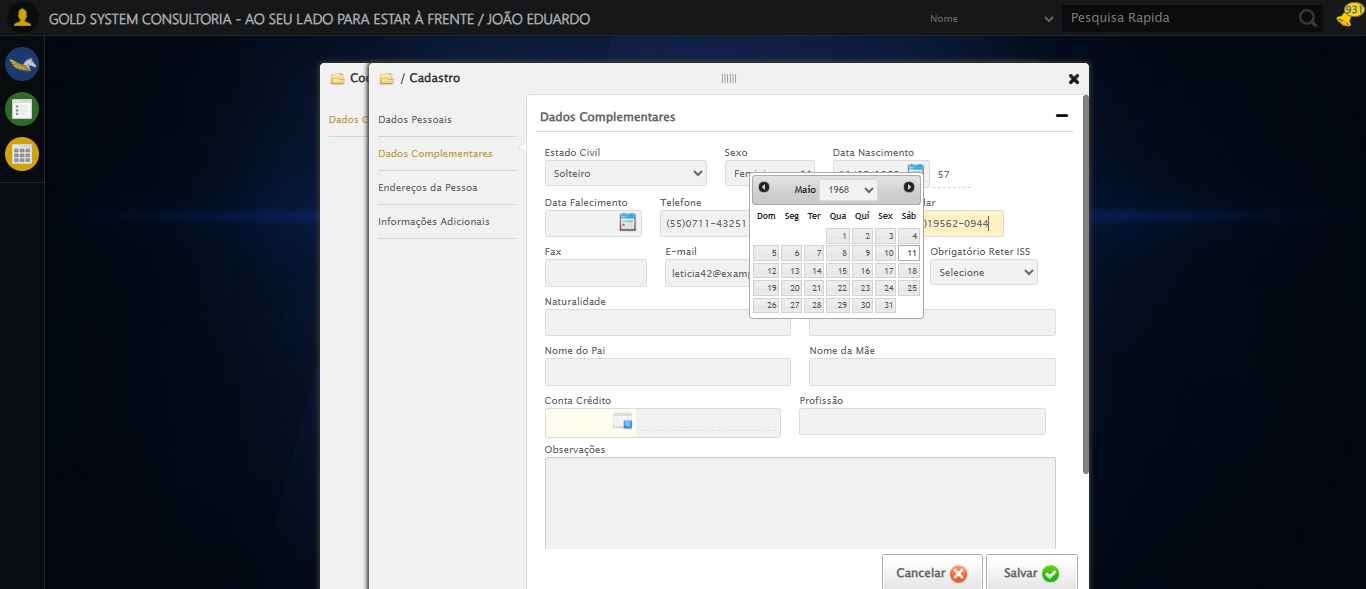 GOLD SYSTEM CONSULTORIA - AO SEU LADO PARA ESTAR À FRENTE / JOÃO EDUARDO
Nome
Pesquisa Rapida
931
/ Cadastro
Dados Pessoais
Dados Complementares
Endereços da Pessoa
Informações Adicionais
Dados Complementares
Estado Civil Sexo Data Nascimento
Solteiro 57
Maio 1968
Data Falecimento Telefone
(55)0711-43251 )19562-0944
Dom Seg Ter Qua Qui Sex Sáb
1 2 3 4
5 6 7 8 9 10 11
12 13 14 15 16 17 18
19 20 21 22 23 24 25
26 27 28 29 30 31
Fax E-mail Obrigatório Reter ISS
leticia42@examp Selecione
Naturalidade
Nome do Pai Nome da Mãe
Conta Crédito Profissão
Observações
Cancelar Salvar